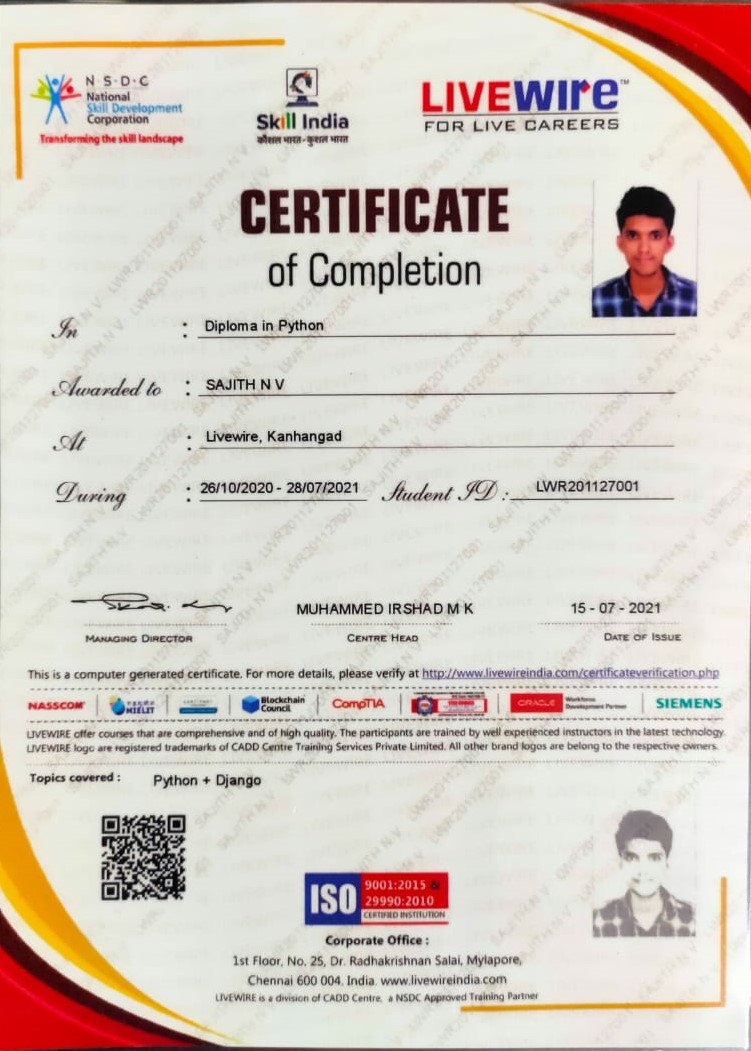 N·S·D·C
National
Skill Development
Corporation
Transforming the skill landscape
Skill India
कौशल भारत-कुशल भारत
LIVEWIRE™
FOR LIVE CAREERS
CERTIFICATE
of Completion
In : Diploma in Python
Awarded to : SAJITH N V
At : Livewire, Kanhangad
During : 26/10/2020 - 28/07/2021 Student ID : LWR201127001
MUHAMMED IRSHAD M K 15 - 07 - 2021
MANAGING DIRECTOR CENTRE HEAD DATE OF ISSUE
This is a computer generated certificate. For more details, please verify at http://www.livewireindia.com/certificateverification.php
NASSCOM NIELIT Blockchain Council CompTIA ORACLE Workforce Development Partner SIEMENS
LIVEWIRE offer courses that are comprehensive and of high quality. The participants are trained by well experienced instructors in the latest technology.
LIVEWIRE logo are registered trademarks of CADD Centre Training Services Private Limited. All other brand logos are belong to the respective owners.
Topics covered : Python + Django
ISO 9001:2015 &
29990:2010
CERTIFIED INSTITUTION
Corporate Office :
1st Floor, No. 25, Dr. Radhakrishnan Salai, Mylapore,
Chennai 600 004. India. www.livewireindia.com
LIVEWIRE is a division of CADD Centre, a NSDC Approved Training Partner